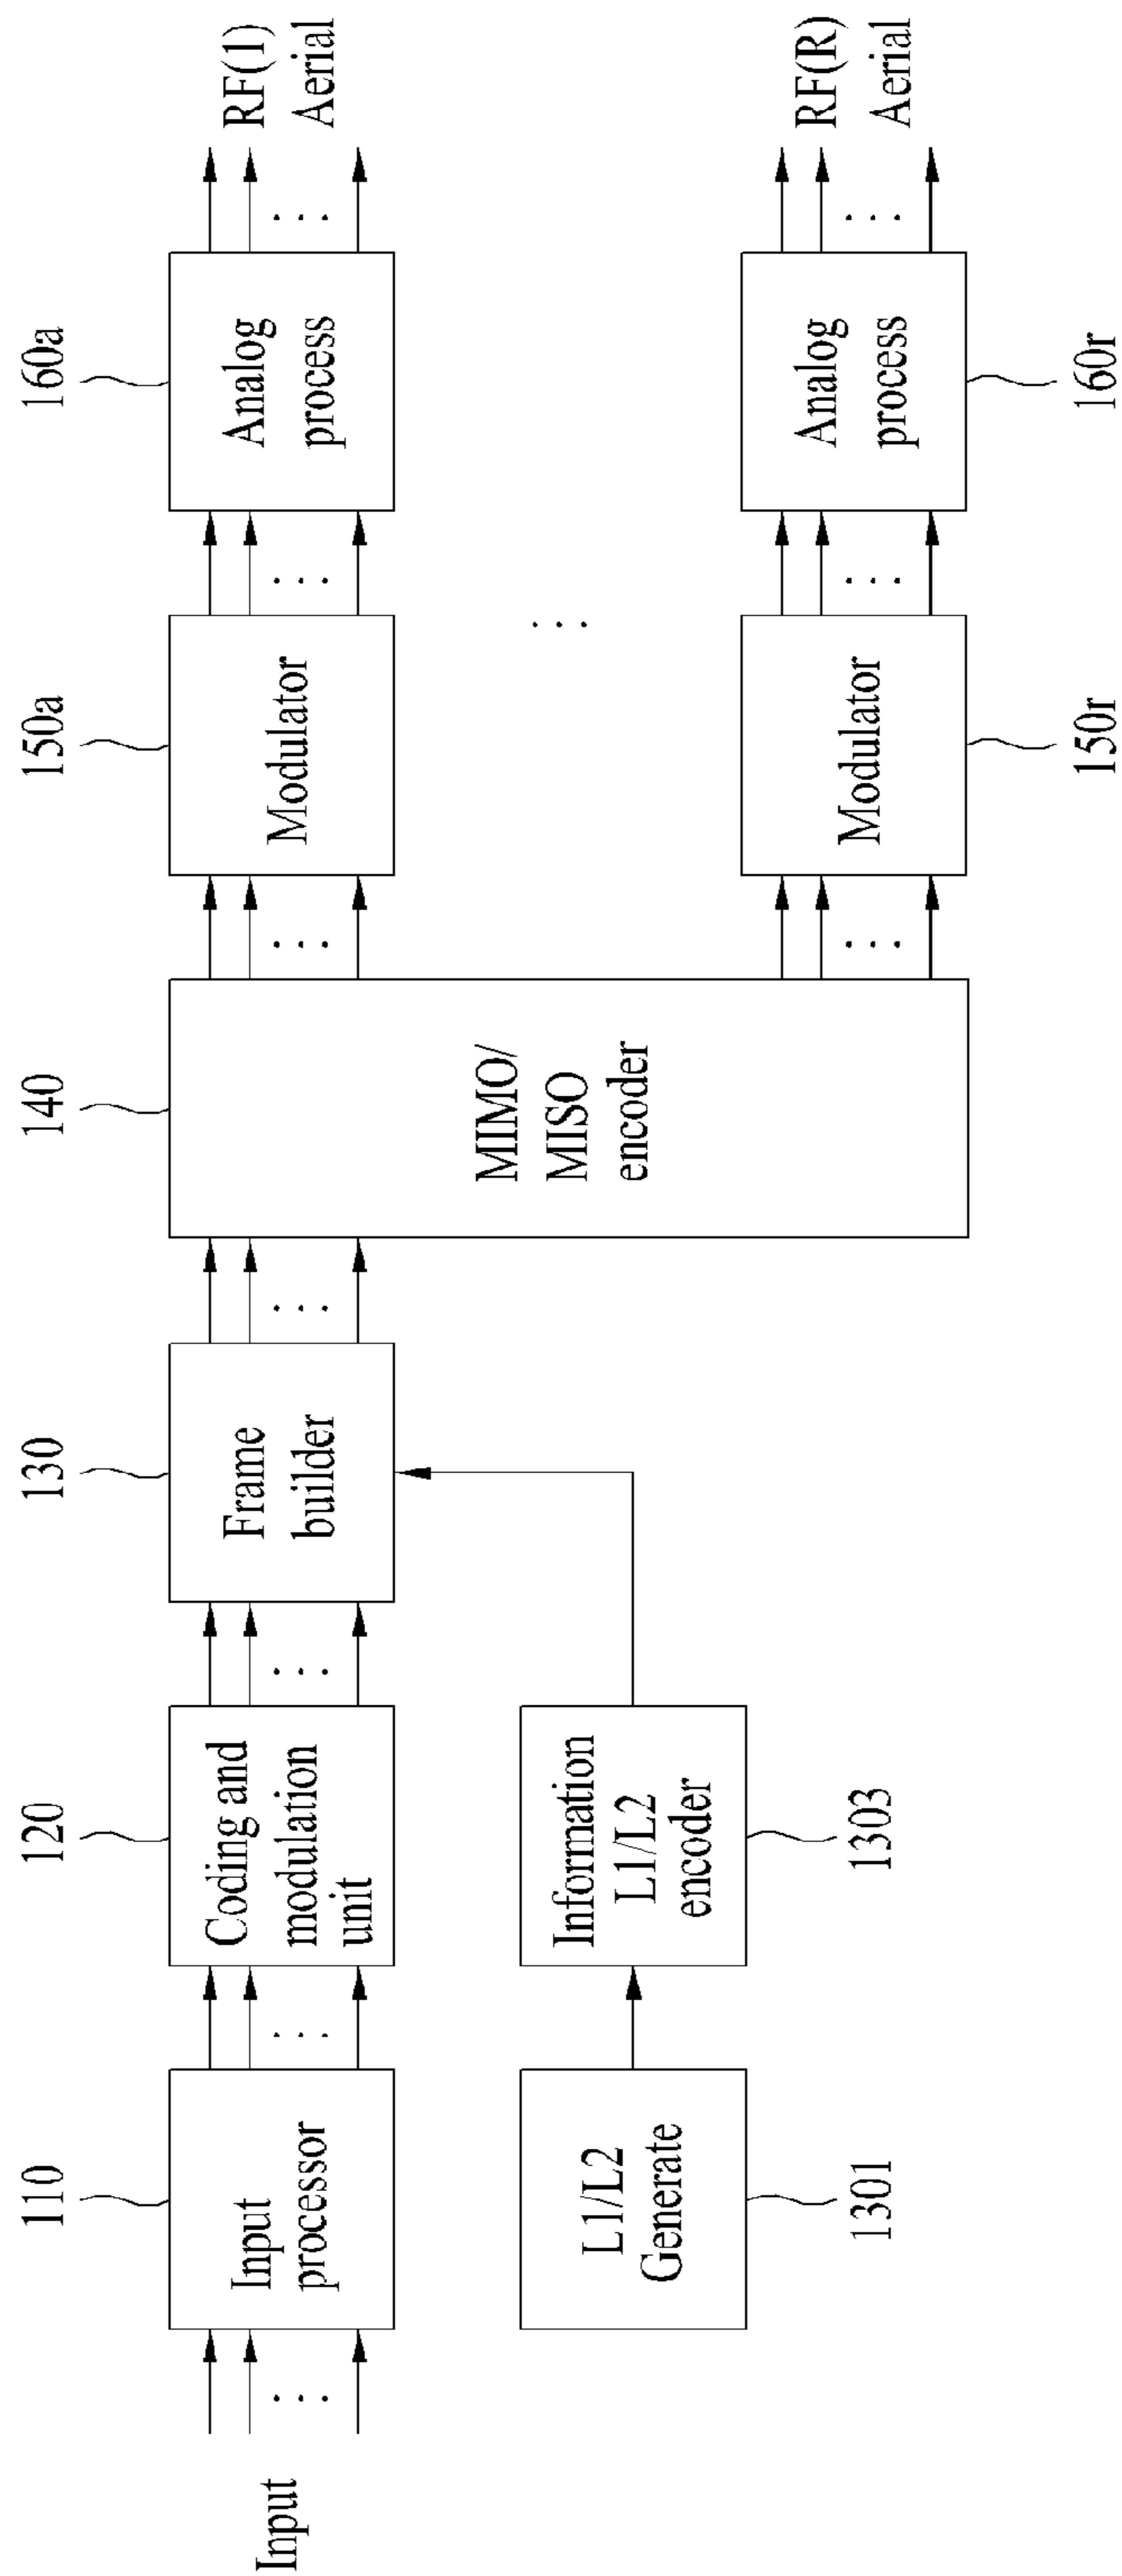 110
120
130
140
150a
160a
Input
Input
processor
Coding and
modulation
unit
Frame
builder
MIMO/
MISO
encoder
Modulator
Analog
process
RF(1)
Aerial
L1/L2
Generate
Information
L1/L2
encoder
1301
1303
Modulator
Analog
process
RF(R)
Aerial
150r
160r